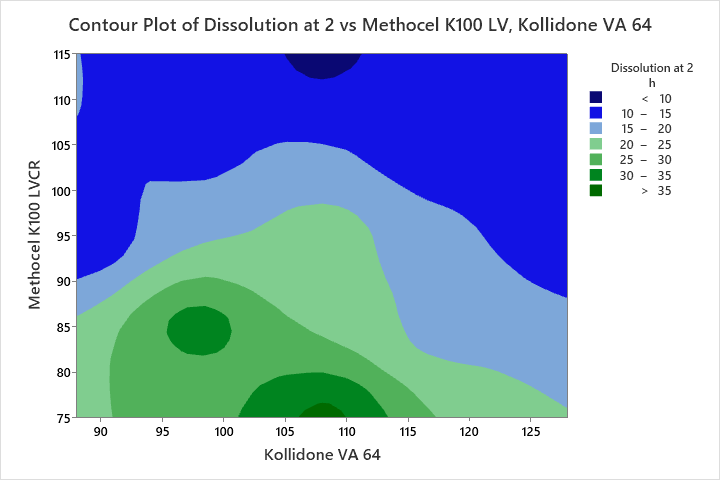 Contour Plot of Dissolution at 2 vs Methocel K100 LV, Kollidone VA 64
Dissolution at 2
h
< 10
10 – 15
15 – 20
20 – 25
25 – 30
30 – 35
> 35
Methocel K100 LVCR
115
110
105
100
95
90
85
80
75
90 95 100 105 110 115 120 125
Kollidone VA 64